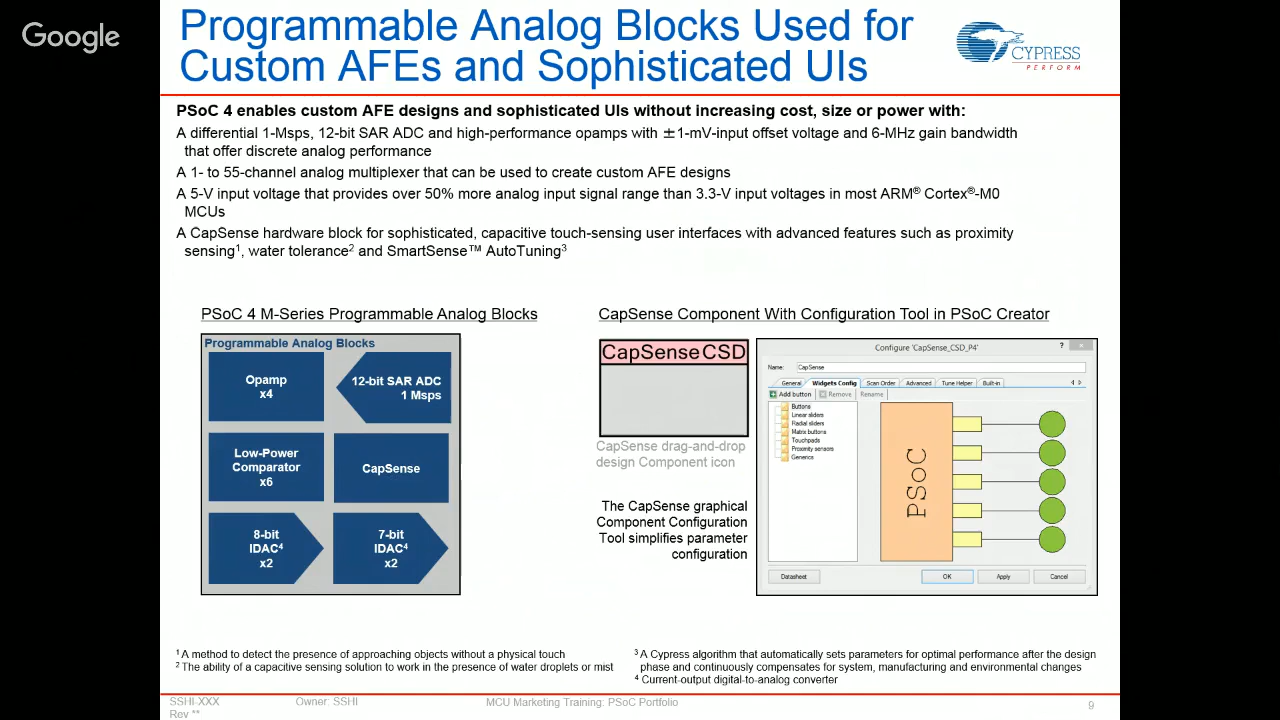 Google
Programmable Analog Blocks Used for
Custom AFEs and Sophisticated UIs
CYPRESS
PERFORM
PSoC 4 enables custom AFE designs and sophisticated UIs without increasing cost, size or power with:
A differential 1-Msps, 12-bit SAR ADC and high-performance opamps with ±1-mV-input offset voltage and 6-MHz gain bandwidth
that offer discrete analog performance
A 1- to 55-channel analog multiplexer that can be used to create custom AFE designs
A 5-V input voltage that provides over 50% more analog input signal range than 3.3-V input voltages in most ARM® Cortex®-M0
MCUs
A CapSense hardware block for sophisticated, capacitive touch-sensing user interfaces with advanced features such as proximity
sensing¹, water tolerance² and SmartSense™ AutoTuning³
PSoC 4 M-Series Programmable Analog Blocks
Programmable Analog Blocks
Opamp
x4
12-bit SAR ADC
1 Msps
Low-Power
Comparator
x6
CapSense
8-bit
IDAC⁴
x2
7-bit
IDAC⁴
x2
CapSense Component With Configuration Tool in PSoC Creator
CapSenseCSD
CapSense drag-and-drop
design Component icon
The CapSense graphical
Component Configuration
Tool simplifies parameter
configuration
Configure 'CapSense_CSD_P4'
?
Name: CapSense
General Widgets Config Scan Order Advanced Tune Helper Built-in
Add button Remove Rename
Buttons
Linear sliders
Radial sliders
Matrix buttons
Touchpads
Proximity sensors
Generics
PSoC
Datasheet OK Apply Cancel
¹ A method to detect the presence of approaching objects without a physical touch
² The ability of a capacitive sensing solution to work in the presence of water droplets or mist
³ A Cypress algorithm that automatically sets parameters for optimal performance after the design
phase and continuously compensates for system, manufacturing and environmental changes
⁴ Current-output digital-to-analog converter
SSHI-XXX Owner: SSHI MCU Marketing Training: PSoC Portfolio 9
Rev **